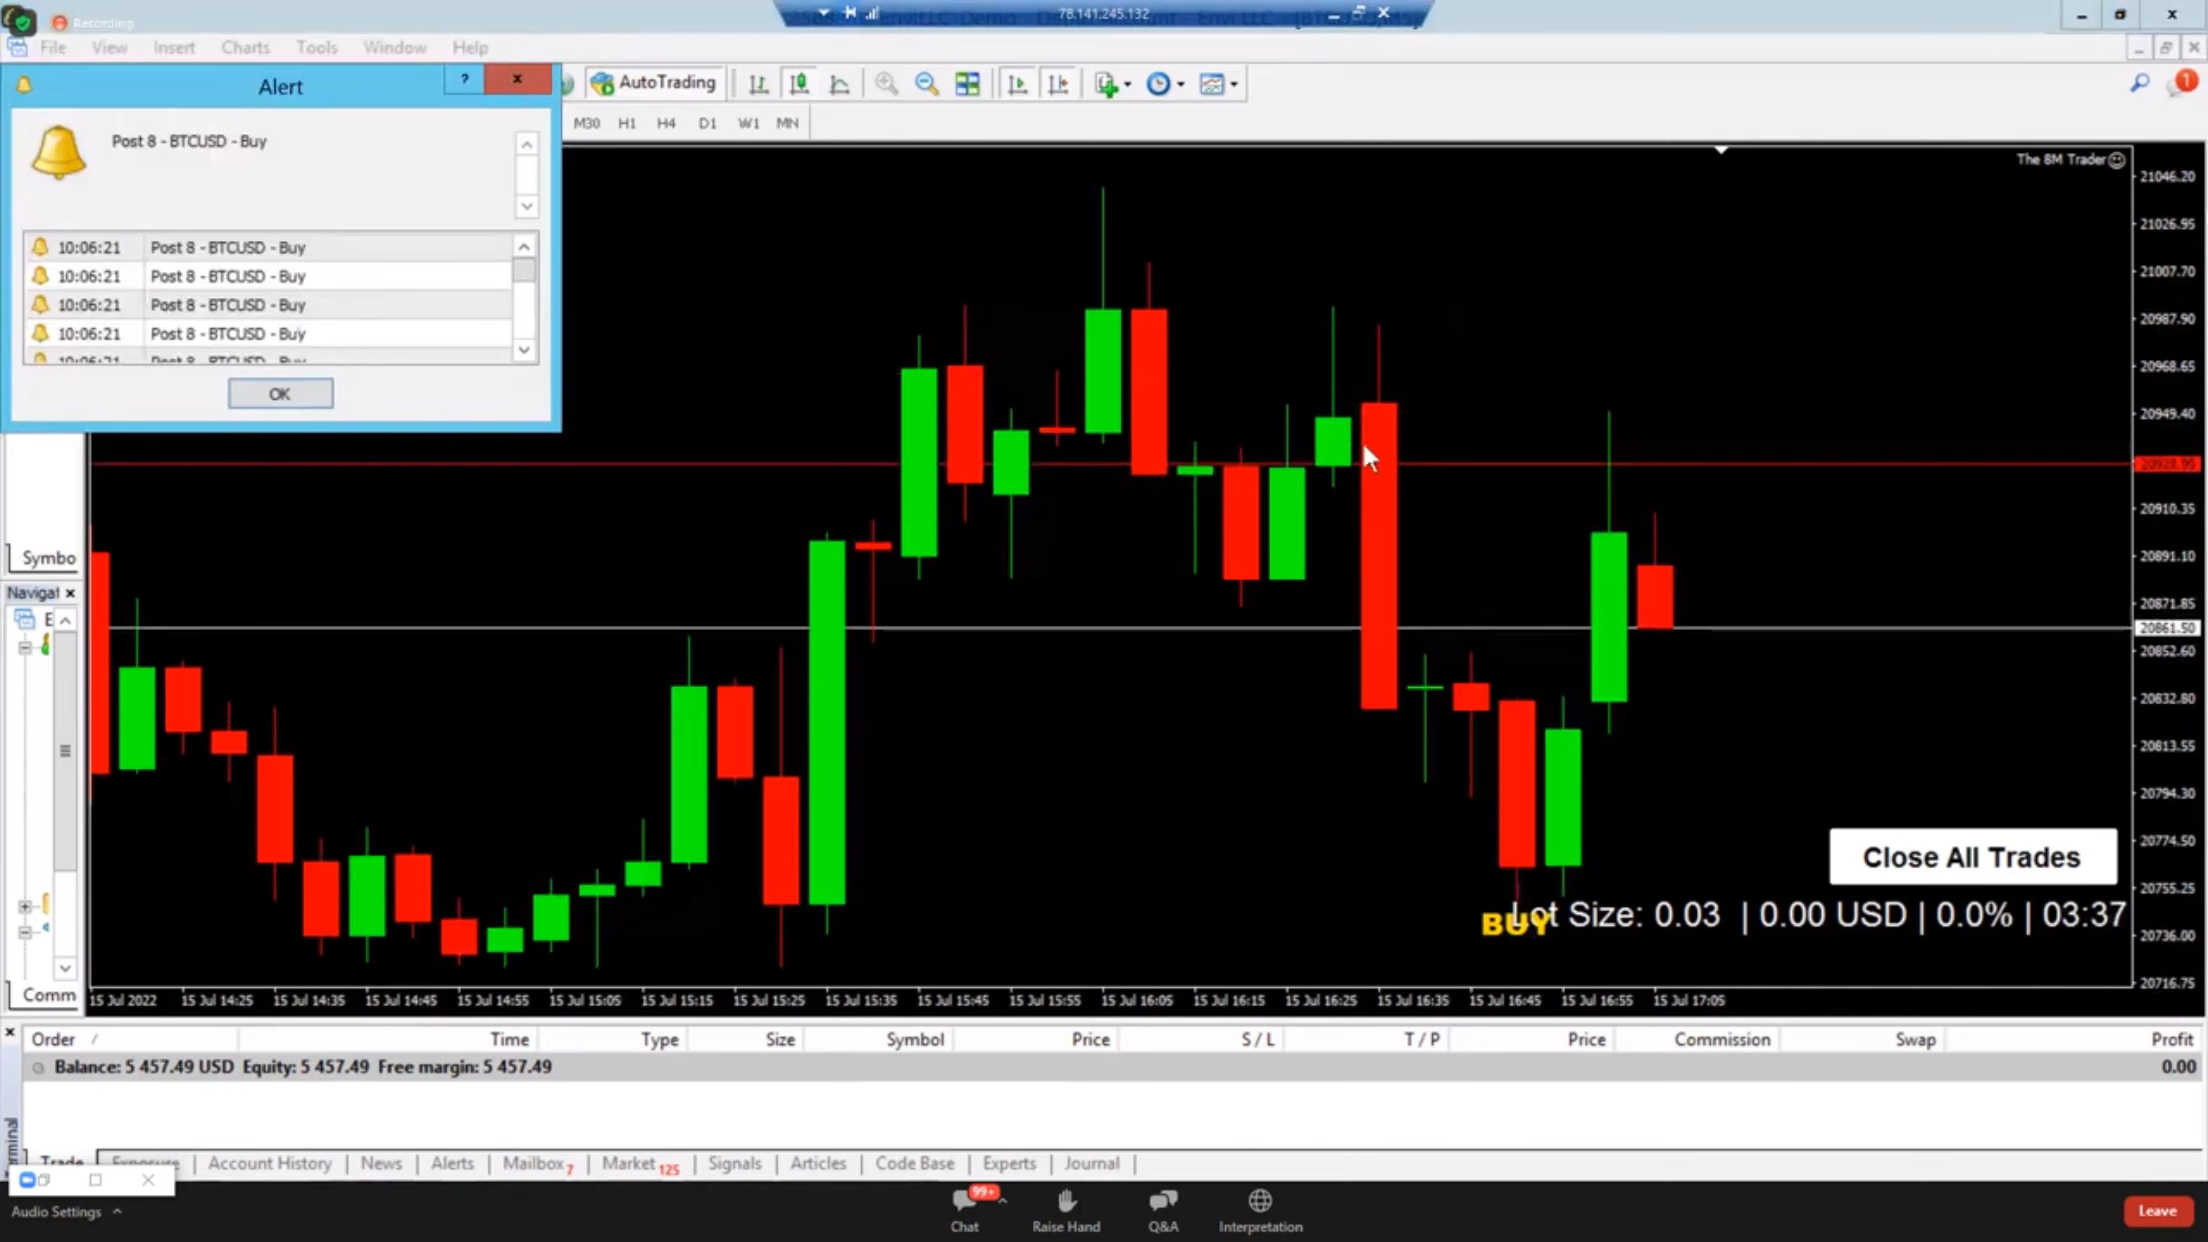 Recording
78.141.245.132
File View Insert Charts Tools Window Help
1
Alert
?
AutoTrading
M30 H1 H4 D1 W1 MN
Post 8 - BTCUSD - Buy
10:06:21 Post 8 - BTCUSD - Buy
10:06:21 Post 8 - BTCUSD - Buy
10:06:21 Post 8 - BTCUSD - Buy
10:06:21 Post 8 - BTCUSD - Buy
OK
The 8M Trader
21046.20
21026.95
21007.70
20987.90
20968.65
20949.40
20910.35
20891.10
20871.85
20861.50
20852.60
20832.80
20813.55
20794.30
20774.50
20755.25
20736.00
20716.75
Symbo
Navigat
E
Comm
Close All Trades
BUY
Lot Size: 0.03 | 0.00 USD | 0.0% | 03:37
15 Jul 2022 15 Jul 14:25 15 Jul 14:35 15 Jul 14:45 15 Jul 14:55 15 Jul 15:05 15 Jul 15:15 15 Jul 15:25 15 Jul 15:35 15 Jul 15:45 15 Jul 15:55 15 Jul 16:05 15 Jul 16:15 15 Jul 16:25 15 Jul 16:35 15 Jul 16:45 15 Jul 16:55 15 Jul 17:05
Order / Time Type Size Symbol Price S / L T / P Price Commission Swap Profit
Balance: 5 457.49 USD Equity: 5 457.49 Free margin: 5 457.49 0.00
Trade Exposure Account History News Alerts Mailbox 7 Market 125 Signals Articles Code Base Experts Journal
Audio Settings
99+
Chat Raise Hand Q&A Interpretation
Leave